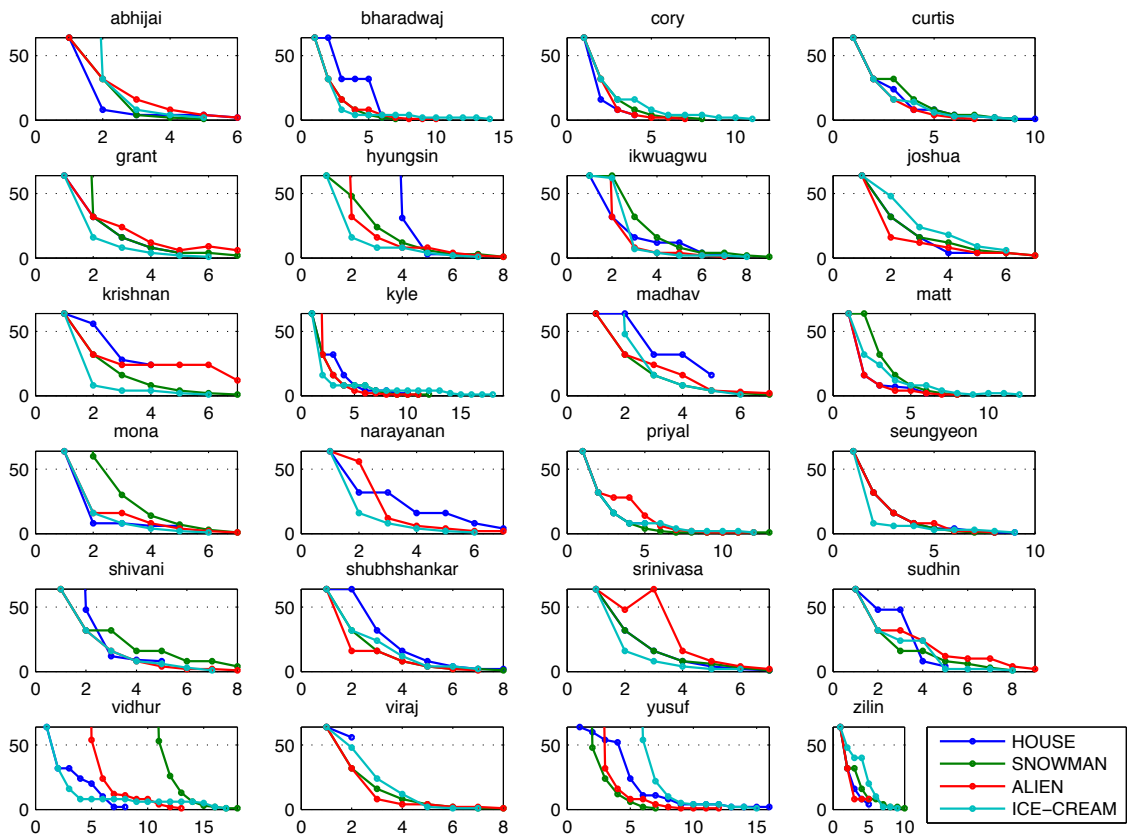 abhijai bharadwaj cory curtis
50 50 50 50
0 0 0 0
0 2 4 6 0 5 10 15 0 5 10 0 5 10
grant hyungsin ikwuagwu joshua
50 50 50 50
0 0 0 0
0 2 4 6 0 2 4 6 8 0 2 4 6 8 0 2 4 6
krishnan kyle madhav matt
50 50 50 50
0 0 0 0
0 2 4 6 0 5 10 15 0 2 4 6 0 5 10
mona narayanan priyal seungyeon
50 50 50 50
0 0 0 0
0 2 4 6 0 2 4 6 0 5 10 0 5 10
shivani shubhshankar srinivasa sudhin
50 50 50 50
0 0 0 0
0 2 4 6 8 0 2 4 6 8 0 2 4 6 0 2 4 6 8
vidhur viraj yusuf zilin
50 50 50 50
0 0 0 0
0 5 10 15 0 2 4 6 8 0 2 4 6 8 10 12 14 16 0 5 10
HOUSE
SNOWMAN
ALIEN
ICE-CREAM